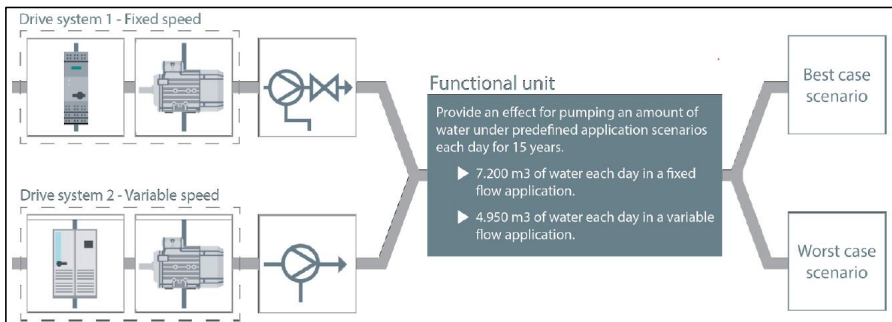 Drive system 1 - Fixed speed
Drive system 2 - Variable speed
Functional unit
Provide an effect for pumping an amount of
water under predefined application scenarios
each day for 15 years.
7.200 m3 of water each day in a fixed
flow application.
4.950 m3 of water each day in a variable
flow application.
Best case
scenario
Worst case
scenario